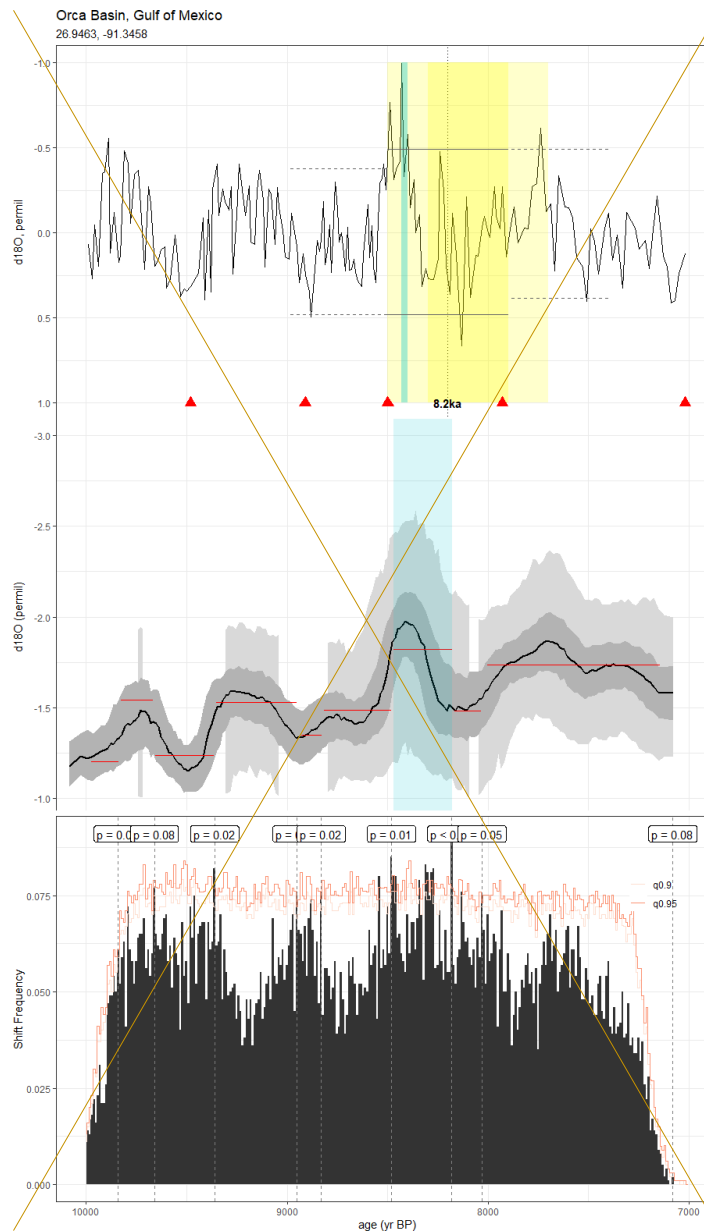 Orca Basin, Gulf of Mexico
26.9463, -91.3458
-1.0
-0.5
0.0
0.5
1.0
d18O, permil
8.2ka
-3.0
-2.5
-2.0
-1.5
-1.0
d18O (permil)
p = 0.0 p = 0.08 p = 0.02 p = p = 0.02 p = 0.01 p < 0 p = 0.05 p = 0.08
0.075
0.050
0.025
0.000
Shift Frequency
q0.9
q0.95
10000 9000 8000 7000
age (yr BP)